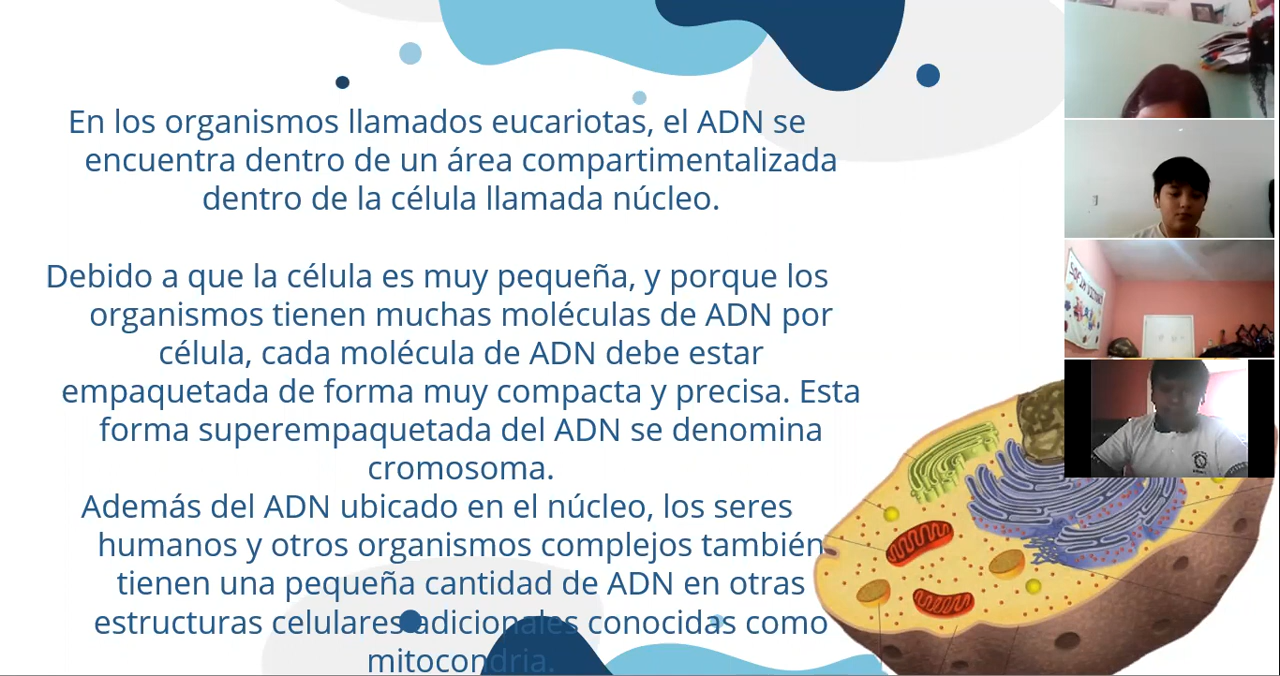 En los organismos llamados eucariotas, el ADN se
encuentra dentro de un área compartimentalizada
dentro de la célula llamada núcleo.
Debido a que la célula es muy pequeña, y porque los
organismos tienen muchas moléculas de ADN por
célula, cada molécula de ADN debe estar
empaquetada de forma muy compacta y precisa. Esta
forma superempaquetada del ADN se denomina
cromosoma.
Además del ADN ubicado en el núcleo, los seres
humanos y otros organismos complejos también
tienen una pequeña cantidad de ADN en otras
estructuras celulares adicionales conocidas como
mitocondria.